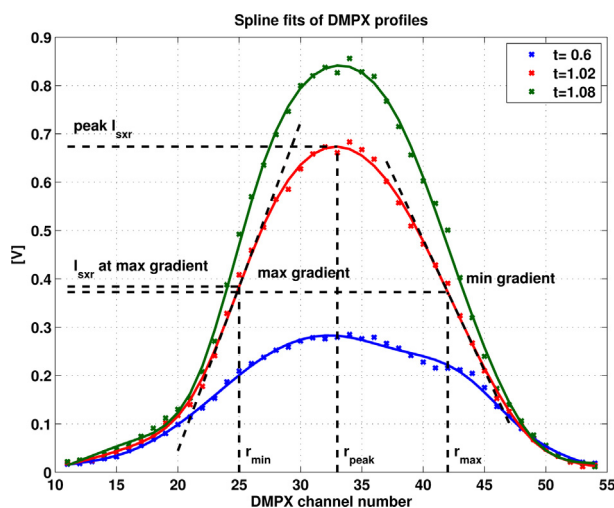 Spline fits of DMPX profiles
0.9
0.8
0.7
0.6
0.5
0.4
0.3
0.2
0.1
0
[V]
t= 0.6
t=1.02
t=1.08
peak I_sxr
I_sxr at max gradient
max gradient
min gradient
r_min
r_peak
r_max
10 15 20 25 30 35 40 45 50 55
DMPX channel number